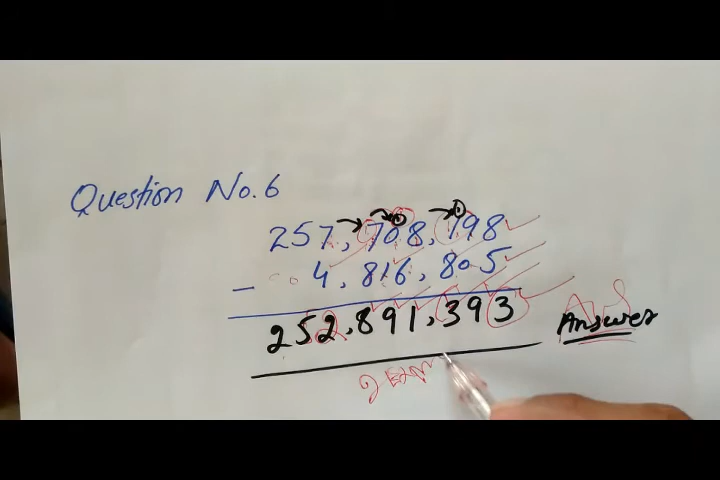 Question No.6
257,708,198
- 4,816,805
252,891,393 Answer